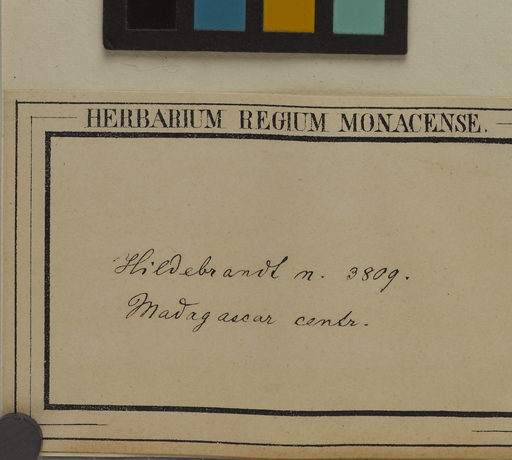 HERBARIUM REGIUM MONACENSE.
Hildebrandt n. 3809.
Madagascar centr.